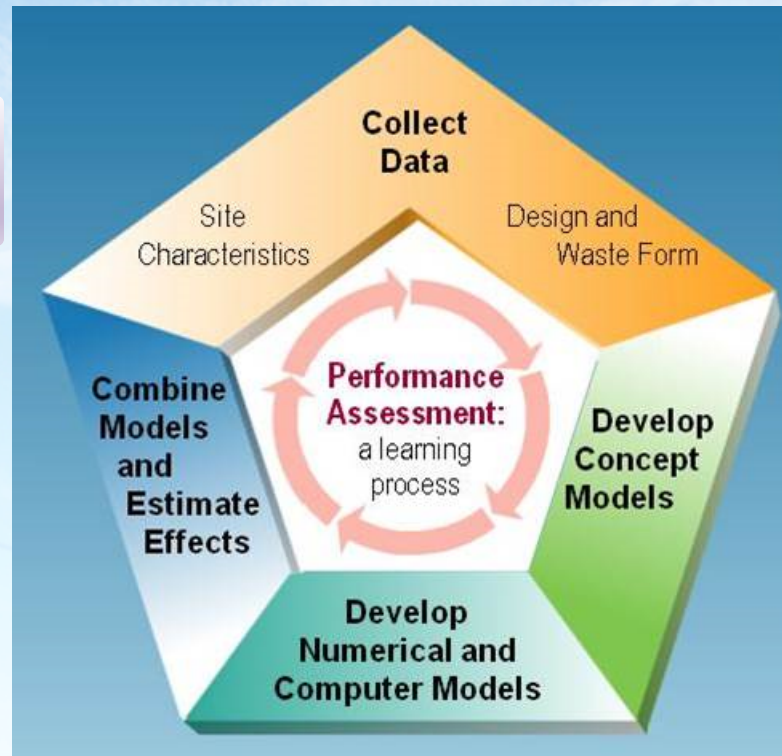 Collect
Data
Site
Characteristics
Design and
Waste Form
Performance
Assessment:
a learning
process
Develop
Concept
Models
Develop
Numerical and
Computer Models
Combine
Models
and
Estimate
Effects